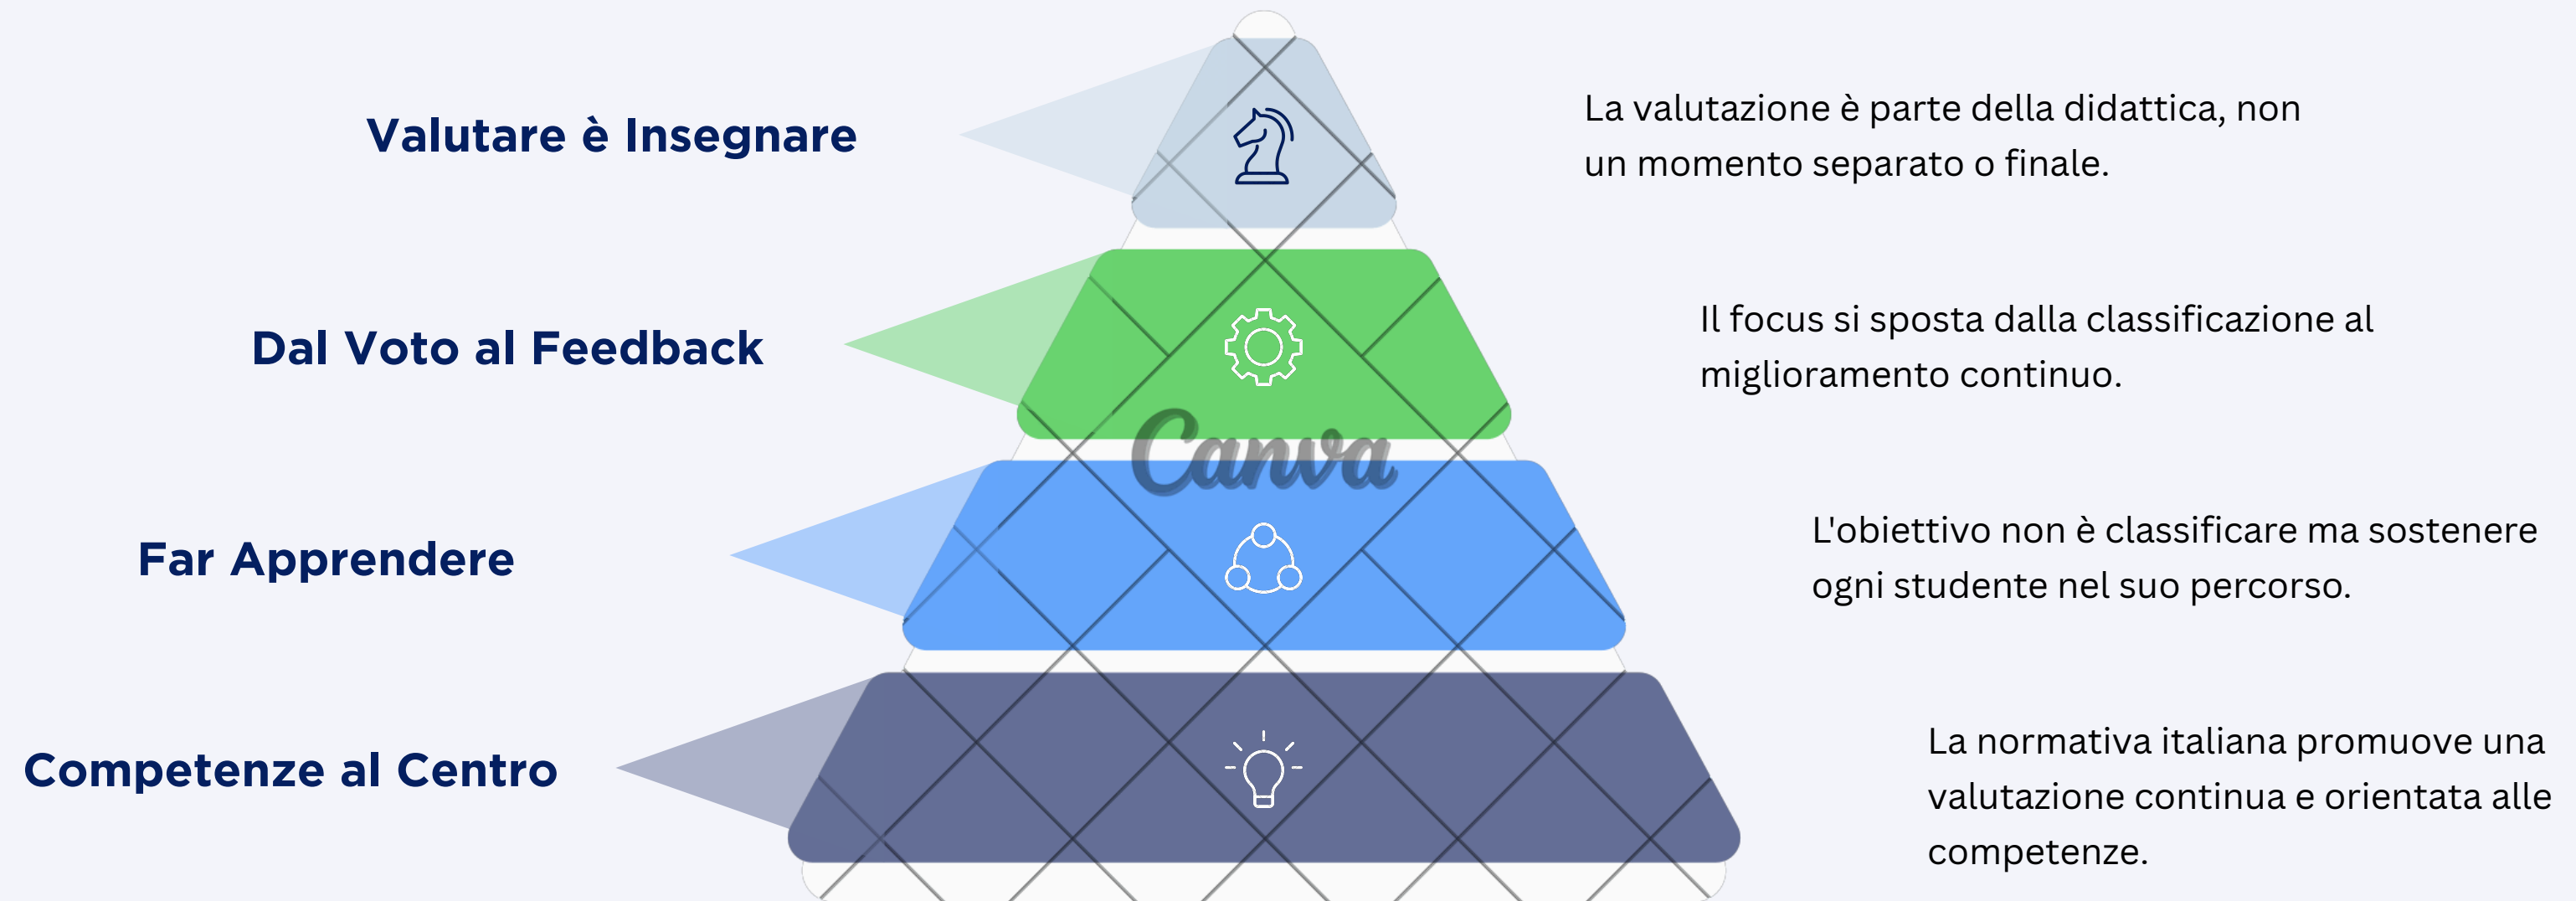 Valutare è Insegnare
La valutazione è parte della didattica, non
un momento separato o finale.
Dal Voto al Feedback
Il focus si sposta dalla classificazione al
miglioramento continuo.
Canva
Far Apprendere
L'obiettivo non è classificare ma sostenere
ogni studente nel suo percorso.
Competenze al Centro
La normativa italiana promuove una
valutazione continua e orientata alle
competenze.